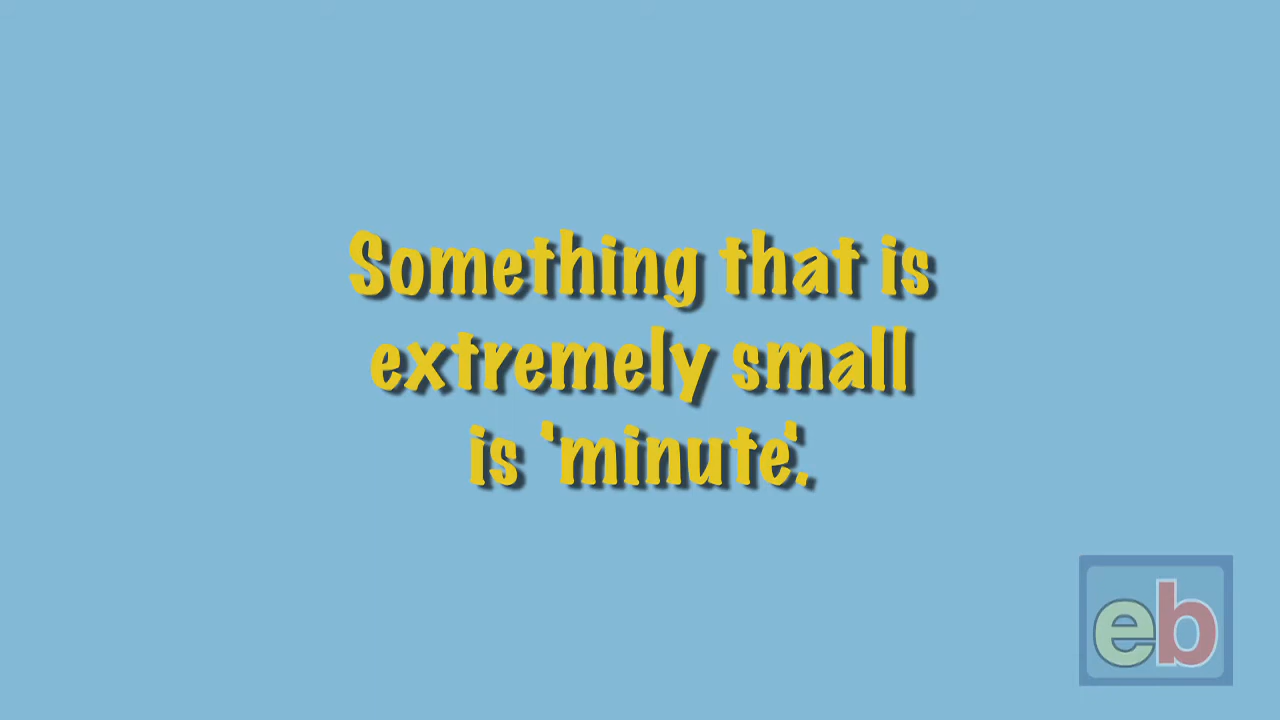 Something that is
extremely small
is 'minute'.
eb